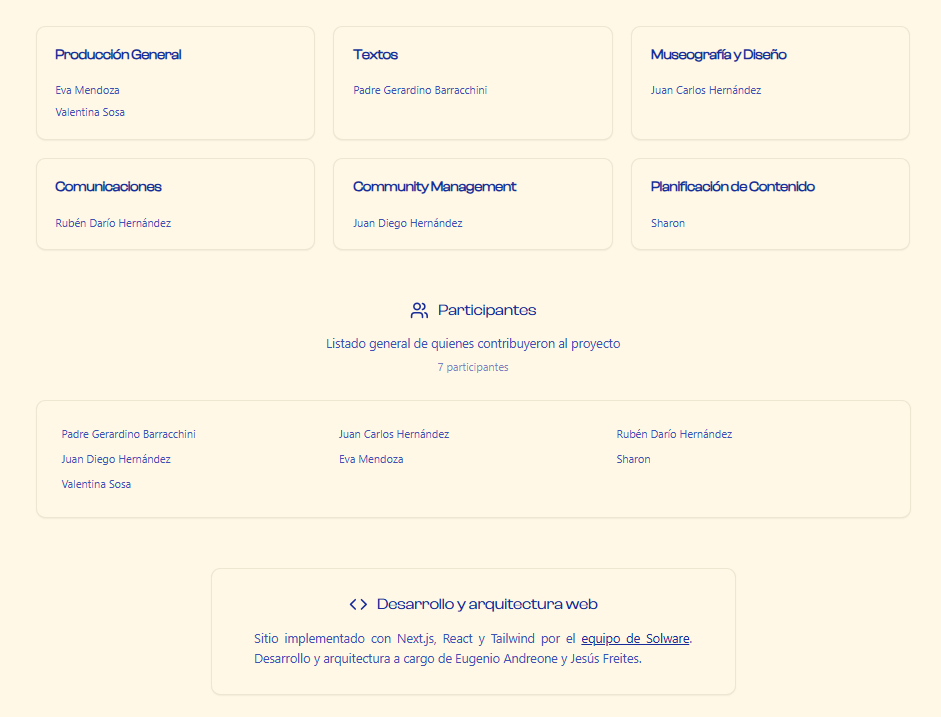 Producción General
Eva Mendoza
Valentina Sosa
Textos
Padre Gerardino Barracchini
Museografía y Diseño
Juan Carlos Hernández
Comunicaciones
Rubén Darío Hernández
Community Management
Juan Diego Hernández
Planificación de Contenido
Sharon
Participantes
Listado general de quienes contribuyeron al proyecto
7 participantes
Padre Gerardino Barracchini
Juan Carlos Hernández
Rubén Darío Hernández
Juan Diego Hernández
Eva Mendoza
Sharon
Valentina Sosa
Desarrollo y arquitectura web
Sitio implementado con Next.js, React y Tailwind por el equipo de Solware.
Desarrollo y arquitectura a cargo de Eugenio Andreone y Jesús Freites.